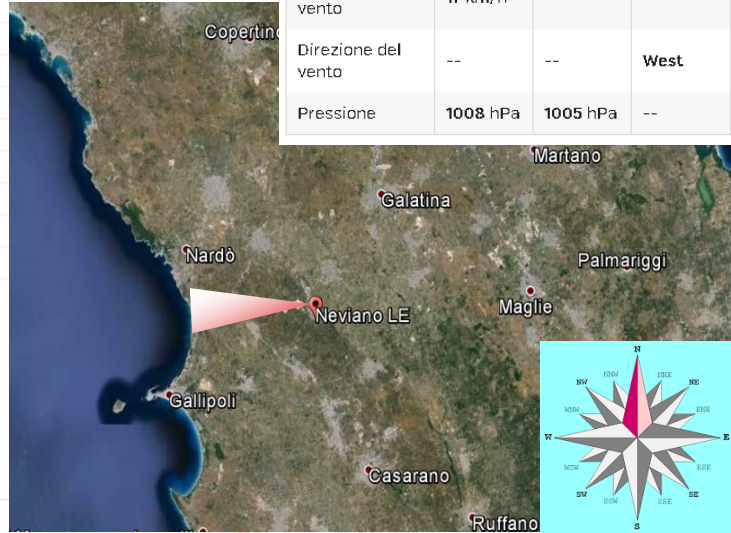 vento
Direzione del
vento
--
--
West
Pressione
1008 hPa
1005 hPa
--
Martano
Galatina
Nardò
Palmariggi
Neviano LE
Maglie
Gallipoli
Casarano
Ruffano
N
NNW
NNE
NW
NE
WNW
ENE
W
E
WSW
ESE
SW
SE
SSW
SSE
S